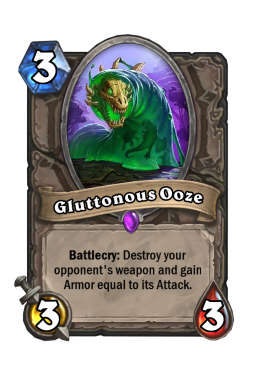 3
Gluttonous Ooze
Battlecry: Destroy your
opponent's weapon and gain
Armor equal to its Attack.
3
3